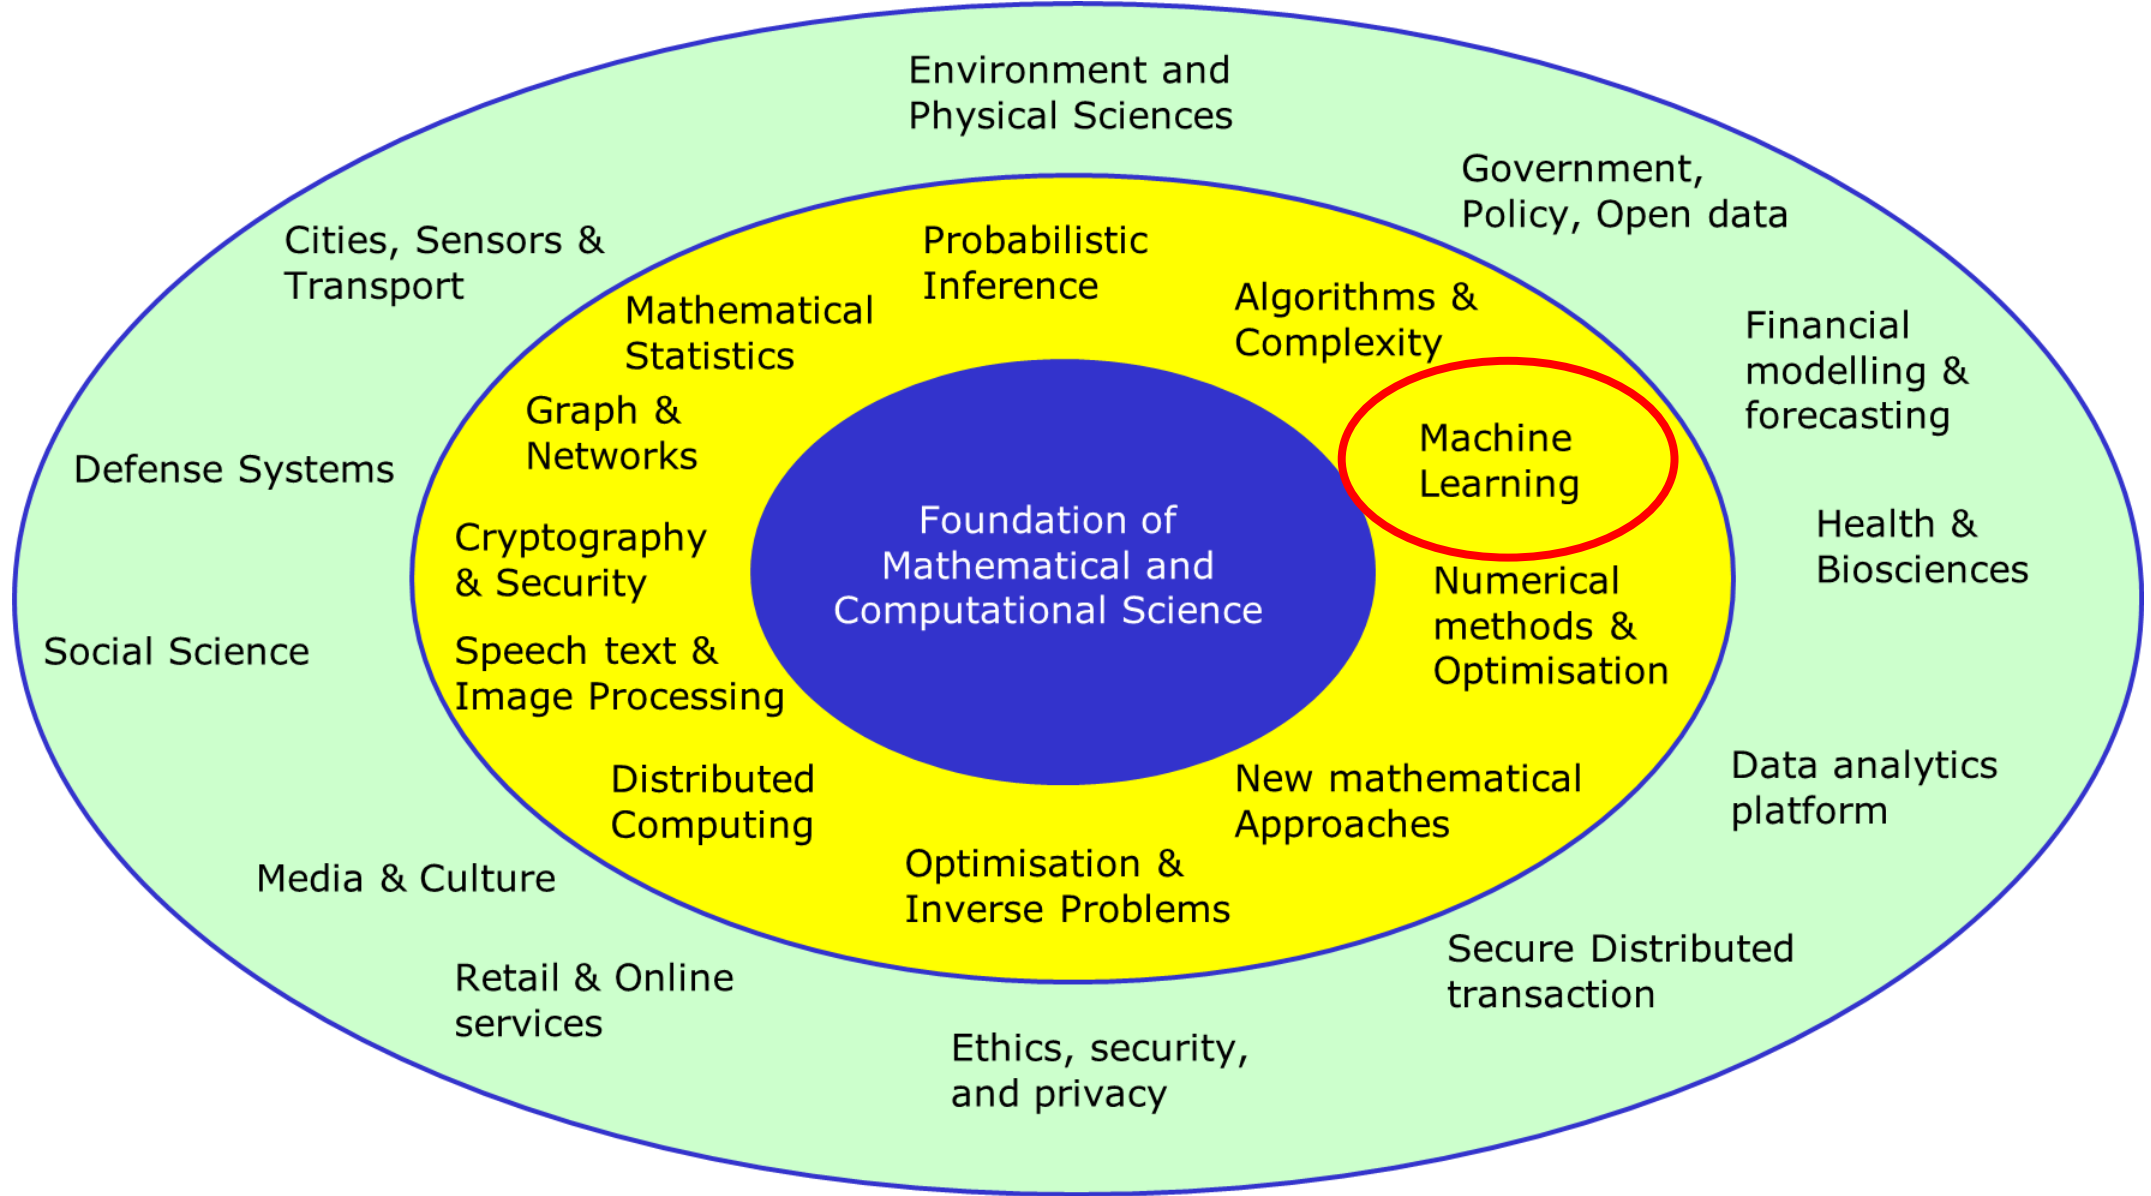 Environment and
Physical Sciences
Government,
Policy, Open data
Cities, Sensors &
Transport
Probabilistic
Inference
Mathematical
Statistics
Algorithms &
Complexity
Financial
modelling &
forecasting
Graph &
Networks
Machine
Learning
Defense Systems
Foundation of
Mathematical and
Computational Science
Health &
Biosciences
Cryptography
& Security
Numerical
methods &
Optimisation
Social Science
Speech text &
Image Processing
Distributed
Computing
New mathematical
Approaches
Data analytics
platform
Optimisation &
Inverse Problems
Media & Culture
Secure Distributed
transaction
Retail & Online
services
Ethics, security,
and privacy